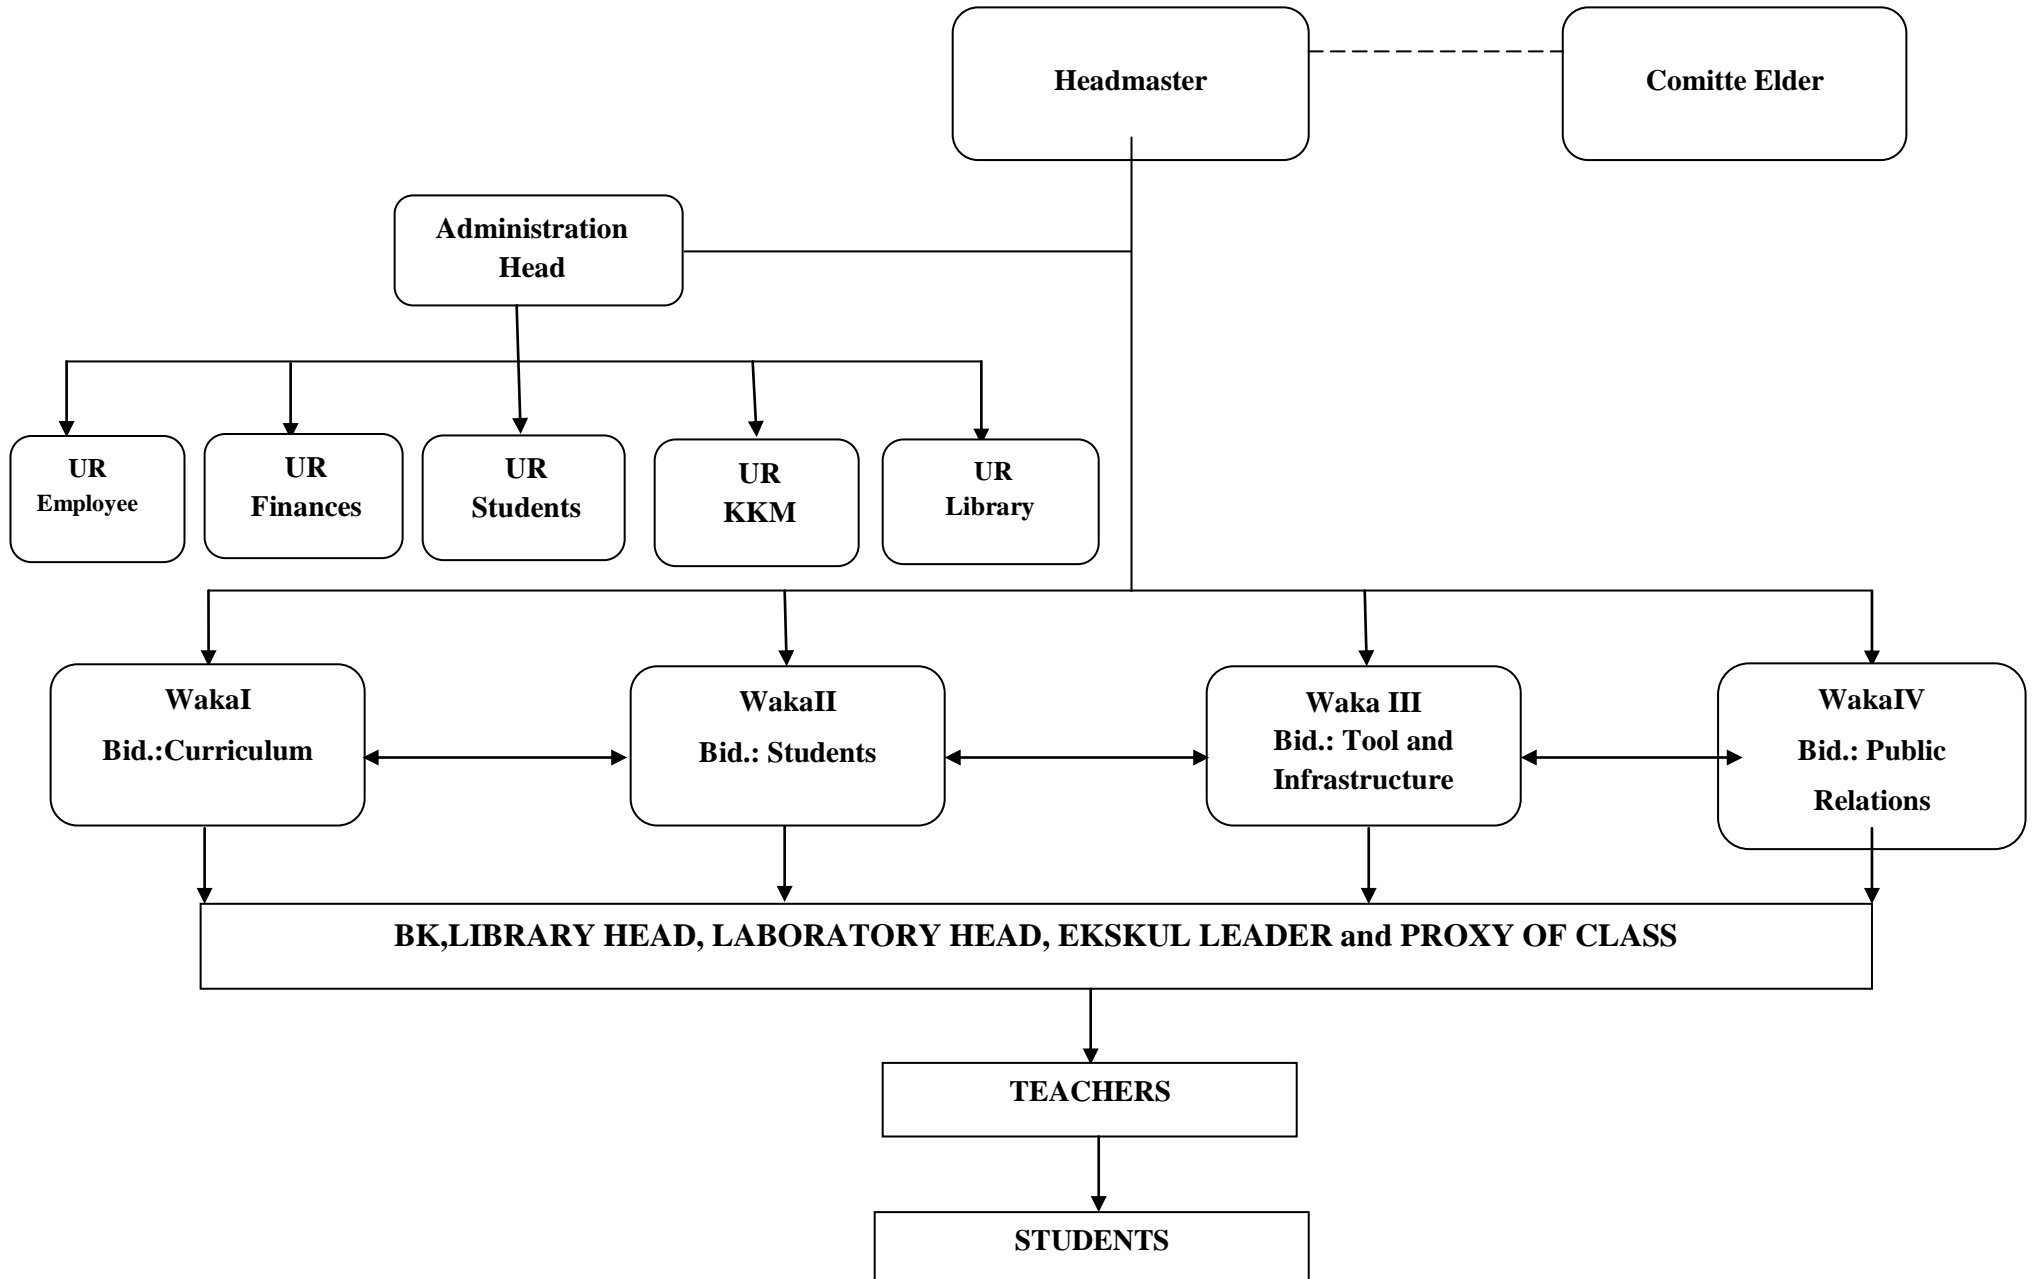 Headmaster
Comitte Elder
Administration
Head
UR
Employee
UR
Finances
UR
Students
UR
KKM
UR
Library
WakaI
Bid.:Curriculum
WakaII
Bid.: Students
Waka III
Bid.: Tool and
Infrastructure
WakaIV
Bid.: Public
Relations
BK,LIBRARY HEAD, LABORATORY HEAD, EKSKUL LEADER and PROXY OF CLASS
TEACHERS
STUDENTS